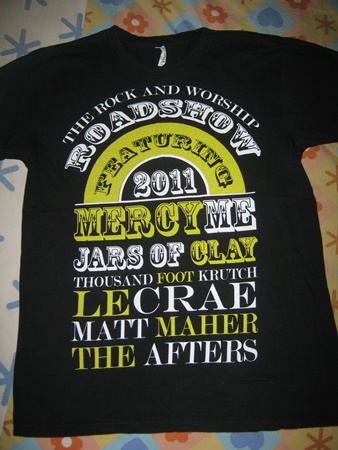 THE ROCK AND WORSHIP
ROADSHOW
FEATURING
2011
MERCYME
JARS OF CLAY
THOUSAND FOOT KRUTCH
LECRAE
MATT MAHER
THE AFTERS